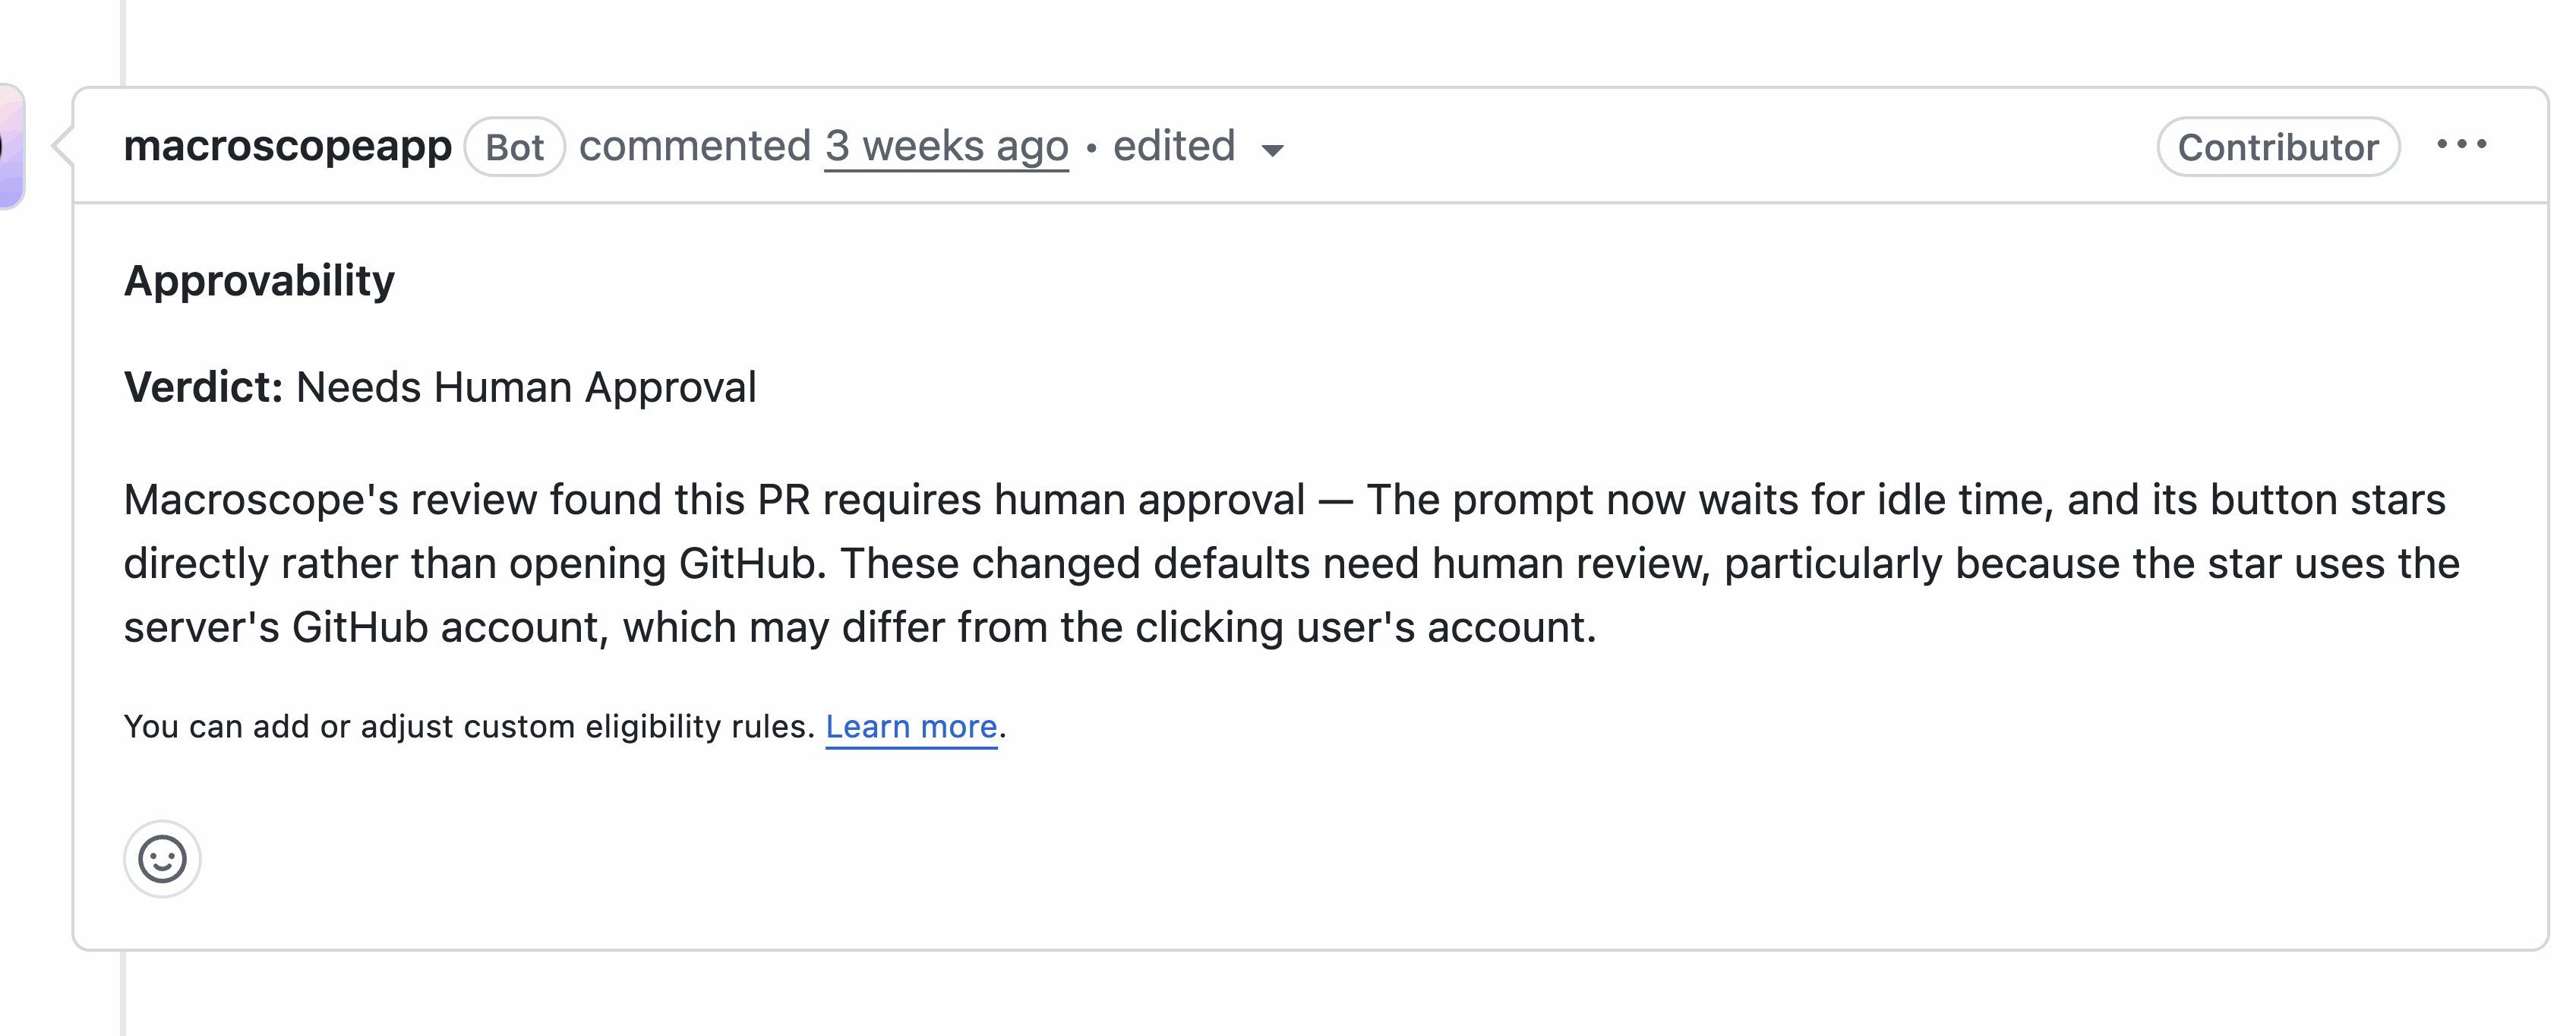 macroscopeapp Bot commented 3 weeks ago • edited Contributor
Approvability
Verdict: Needs Human Approval
Macroscope's review found this PR requires human approval — The prompt now waits for idle time, and its button stars
directly rather than opening GitHub. These changed defaults need human review, particularly because the star uses the
server's GitHub account, which may differ from the clicking user's account.
You can add or adjust custom eligibility rules. Learn more.